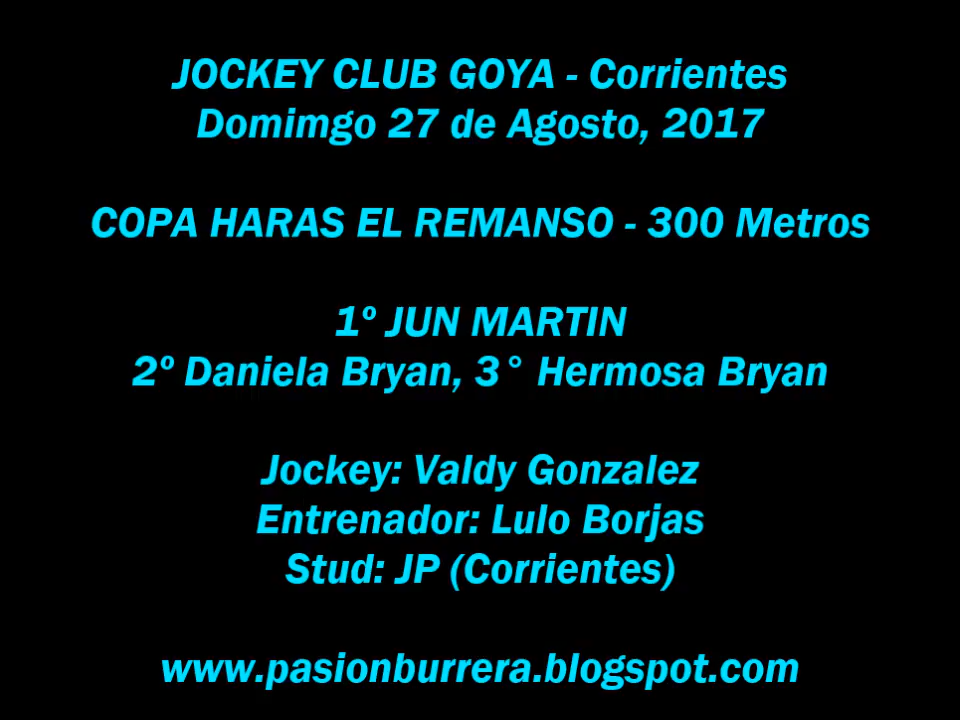 JOCKEY CLUB GOYA - Corrientes
Domimgo 27 de Agosto, 2017
COPA HARAS EL REMANSO - 300 Metros
1º JUN MARTIN
2º Daniela Bryan, 3° Hermosa Bryan
Jockey: Valdy Gonzalez
Entrenador: Lulo Borjas
Stud: JP (Corrientes)
www.pasionburrera.blogspot.com